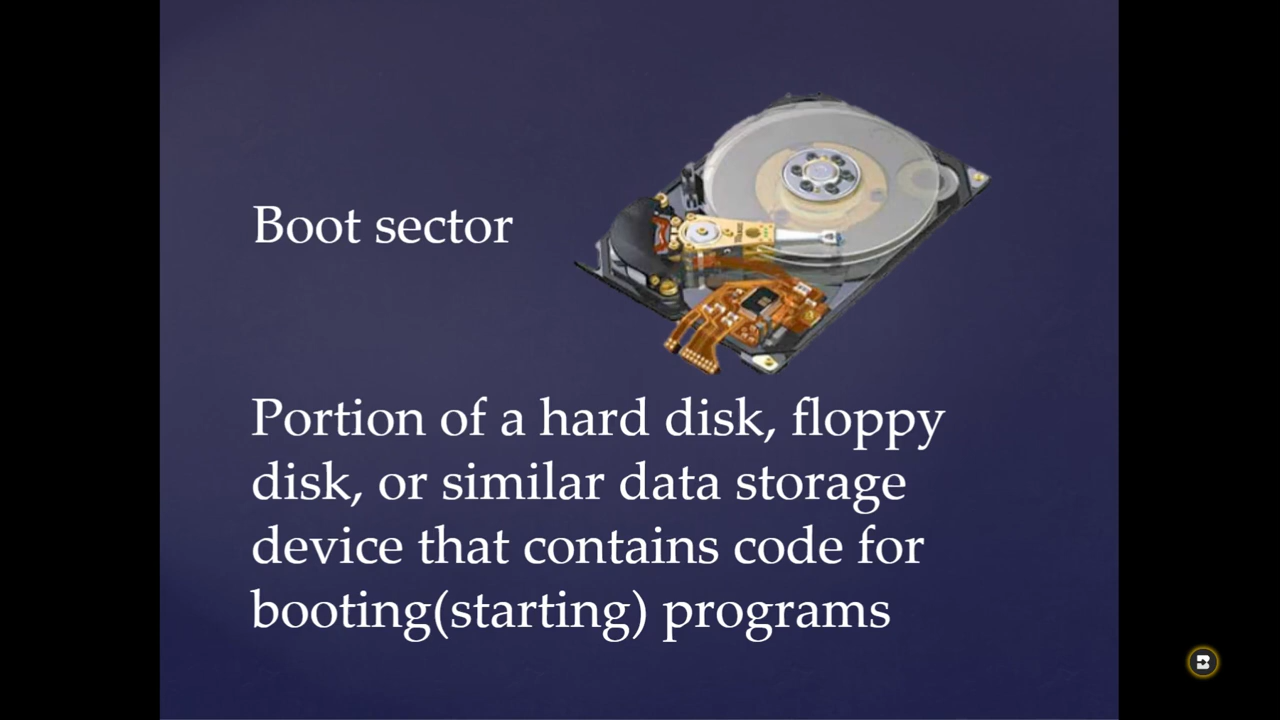 Boot sector
Portion of a hard disk, floppy
disk, or similar data storage
device that contains code for
booting(starting) programs
B